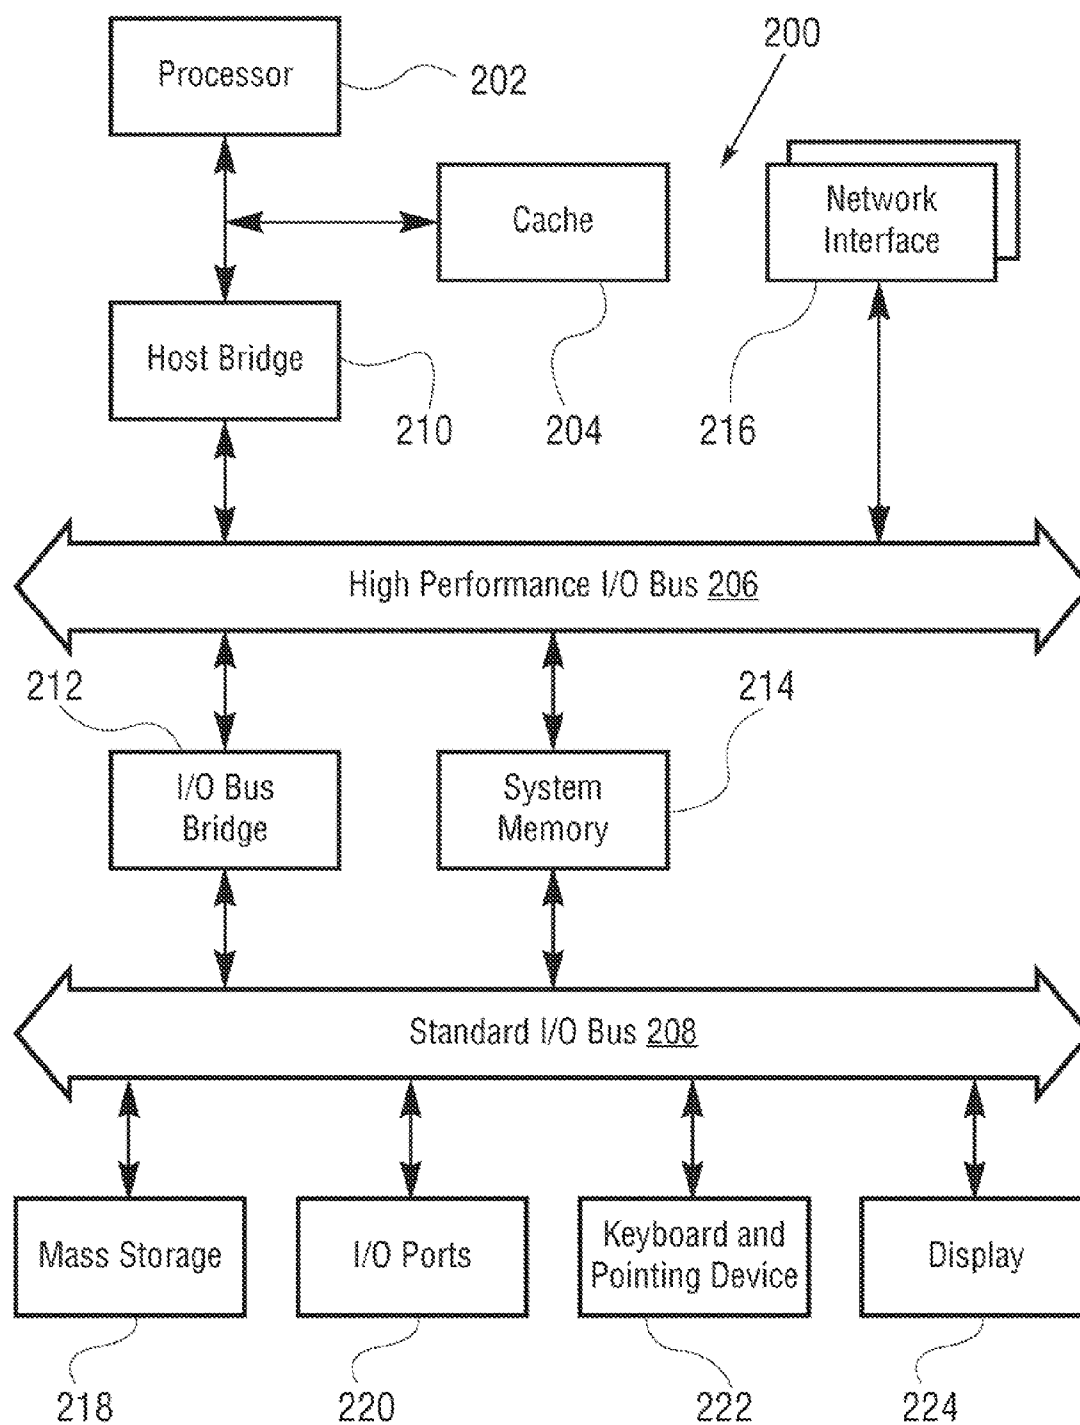 200
Processor
202
Cache
Network
Interface
Host Bridge
210
204
216
High Performance I/O Bus 206
212
214
I/O Bus
Bridge
System
Memory
Standard I/O Bus 208
Mass Storage
I/O Ports
Keyboard and
Pointing Device
Display
218
220
222
224